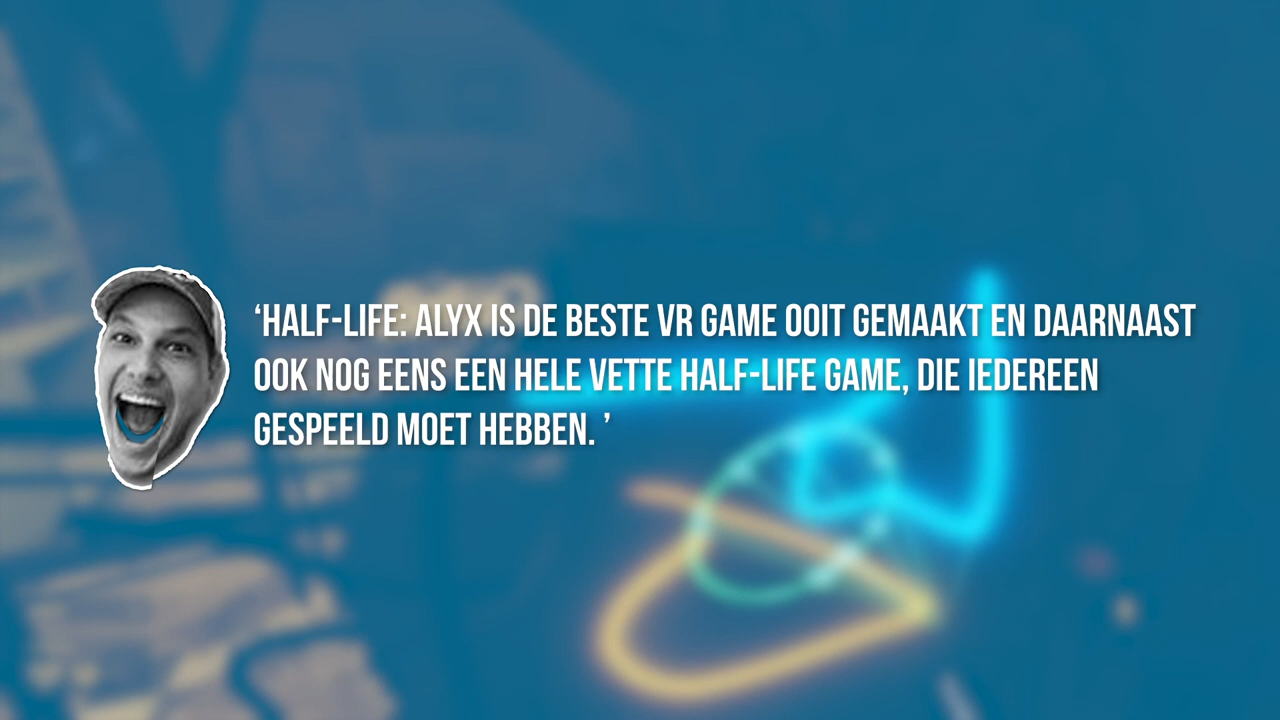 ‘HALF-LIFE: ALYX IS DE BESTE VR GAME OOIT GEMAAKT EN DAARNAAST
OOK NOG EENS EEN HELE VETTE HALF-LIFE GAME, DIE IEDEREEN
GESPEELD MOET HEBBEN. ’